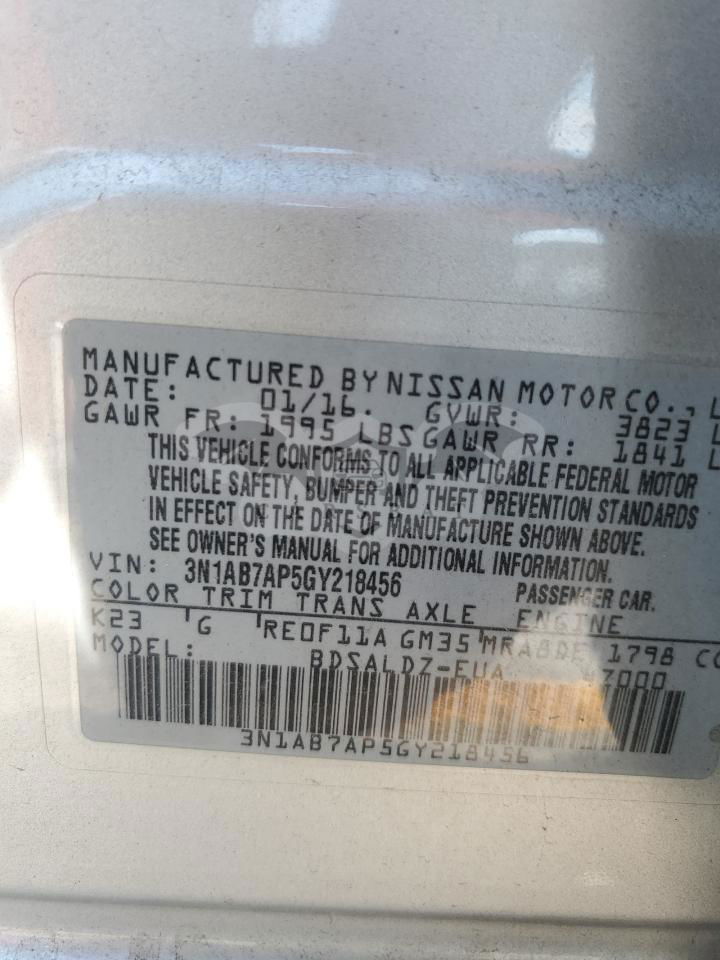 MANUFACTURED BY NISSAN MOTOR CO., L
DATE: 01/16. GVWR: 3823 L
GAWR FR: 1995 LBS GAWR RR: 1841 L
THIS VEHICLE CONFORMS TO ALL APPLICABLE FEDERAL MOTOR
VEHICLE SAFETY, BUMPER AND THEFT PREVENTION STANDARDS
IN EFFECT ON THE DATE OF MANUFACTURE SHOWN ABOVE.
SEE OWNER'S MANUAL FOR ADDITIONAL INFORMATION.
VIN: 3N1AB7AP5GY218456 PASSENGER CAR.
COLOR TRIM TRANS AXLE ENGINE
K23 G RE0F11A GM35 MRA8DE 1798 CC
MODEL: BDSALDZ-EUA
3N1AB7AP5GY218456